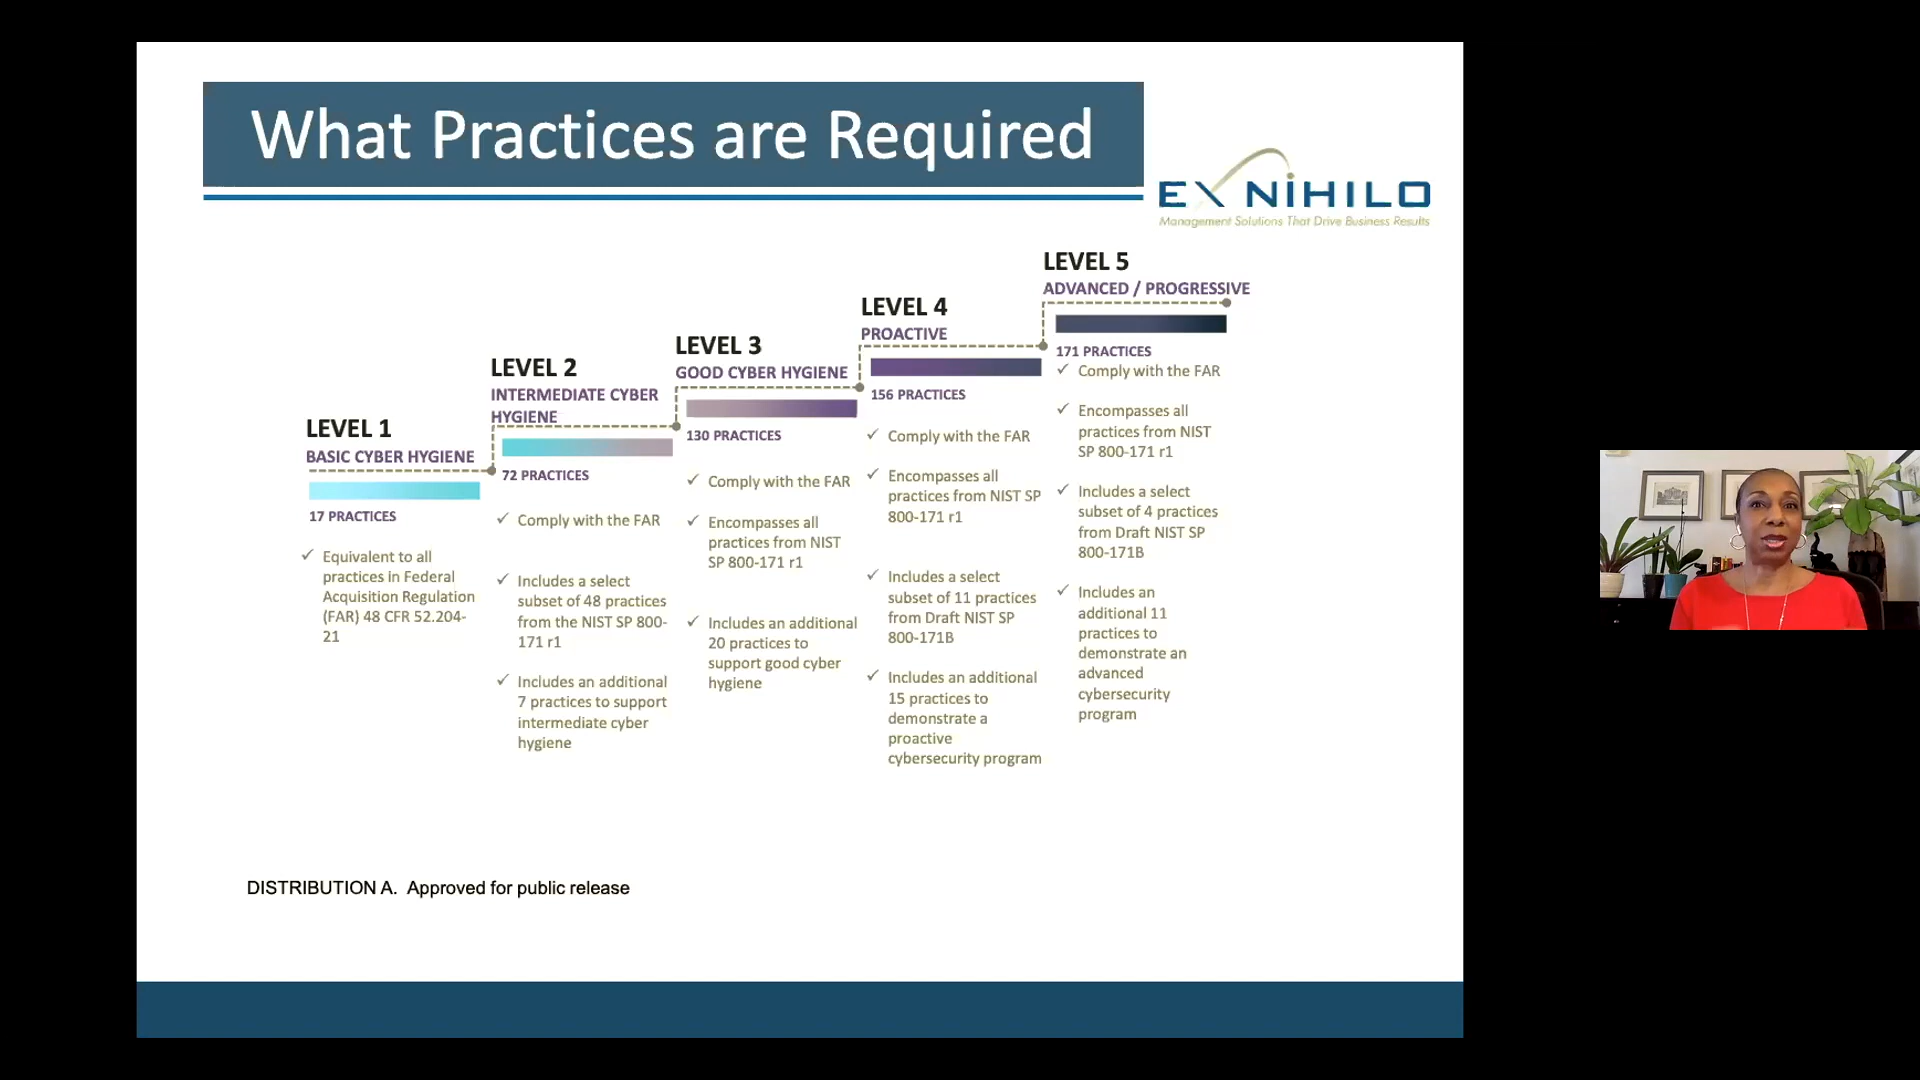 What Practices are Required
EX NIHILO
Management Solutions That Drive Business Results
LEVEL 1
BASIC CYBER HYGIENE
17 PRACTICES
✓ Equivalent to all
practices in Federal
Acquisition Regulation
(FAR) 48 CFR 52.204-
21
LEVEL 2
INTERMEDIATE CYBER
HYGIENE
72 PRACTICES
✓ Comply with the FAR
✓ Includes a select
subset of 48 practices
from the NIST SP 800-
171 r1
✓ Includes an additional
7 practices to support
intermediate cyber
hygiene
LEVEL 3
GOOD CYBER HYGIENE
130 PRACTICES
✓ Comply with the FAR
✓ Encompasses all
practices from NIST
SP 800-171 r1
✓ Includes an additional
20 practices to
support good cyber
hygiene
LEVEL 4
PROACTIVE
156 PRACTICES
✓ Comply with the FAR
✓ Encompasses all
practices from NIST SP
800-171 r1
✓ Includes a select
subset of 11 practices
from Draft NIST SP
800-171B
✓ Includes an additional
15 practices to
demonstrate a
proactive
cybersecurity program
LEVEL 5
ADVANCED / PROGRESSIVE
171 PRACTICES
✓ Comply with the FAR
✓ Encompasses all
practices from NIST
SP 800-171 r1
✓ Includes a select
subset of 4 practices
from Draft NIST SP
800-171B
✓ Includes an
additional 11
practices to
demonstrate an
advanced
cybersecurity
program
DISTRIBUTION A. Approved for public release